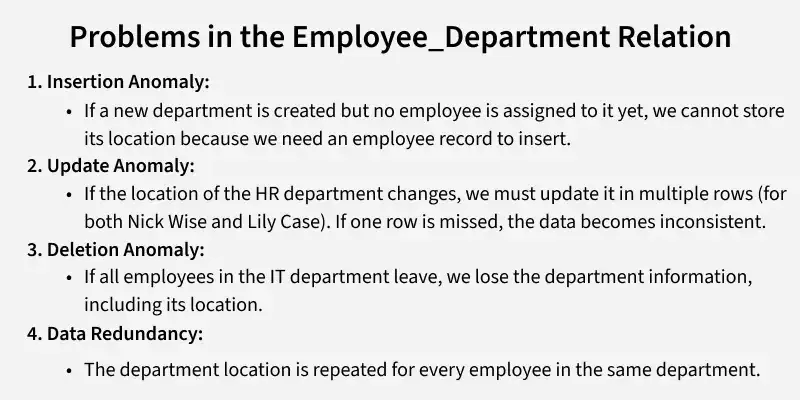 Problems in the Employee_Department Relation
1. Insertion Anomaly:
• If a new department is created but no employee is assigned to it yet, we cannot store
its location because we need an employee record to insert.
2. Update Anomaly:
• If the location of the HR department changes, we must update it in multiple rows (for
both Nick Wise and Lily Case). If one row is missed, the data becomes inconsistent.
3. Deletion Anomaly:
• If all employees in the IT department leave, we lose the department information,
including its location.
4. Data Redundancy:
• The department location is repeated for every employee in the same department.